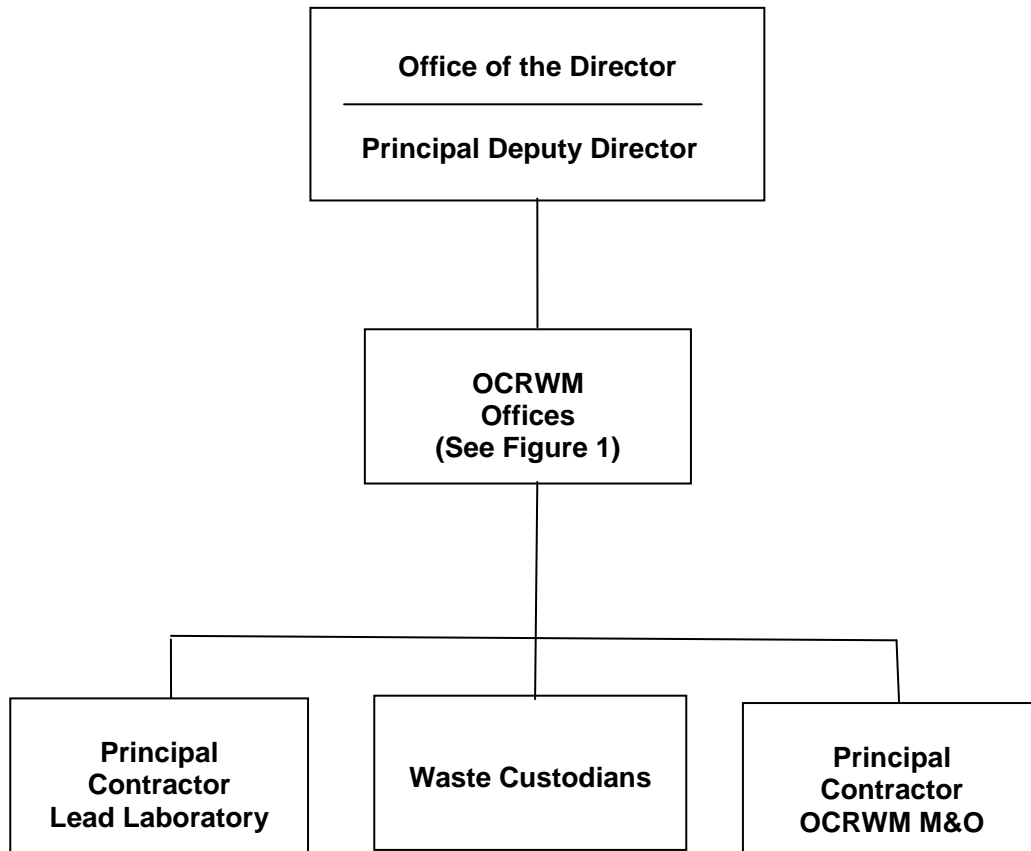 Office of the Director
Principal Deputy Director
OCRWM
Offices
(See Figure 1)
Principal
Contractor
Lead Laboratory
Waste Custodians
Principal
Contractor
OCRWM M&O